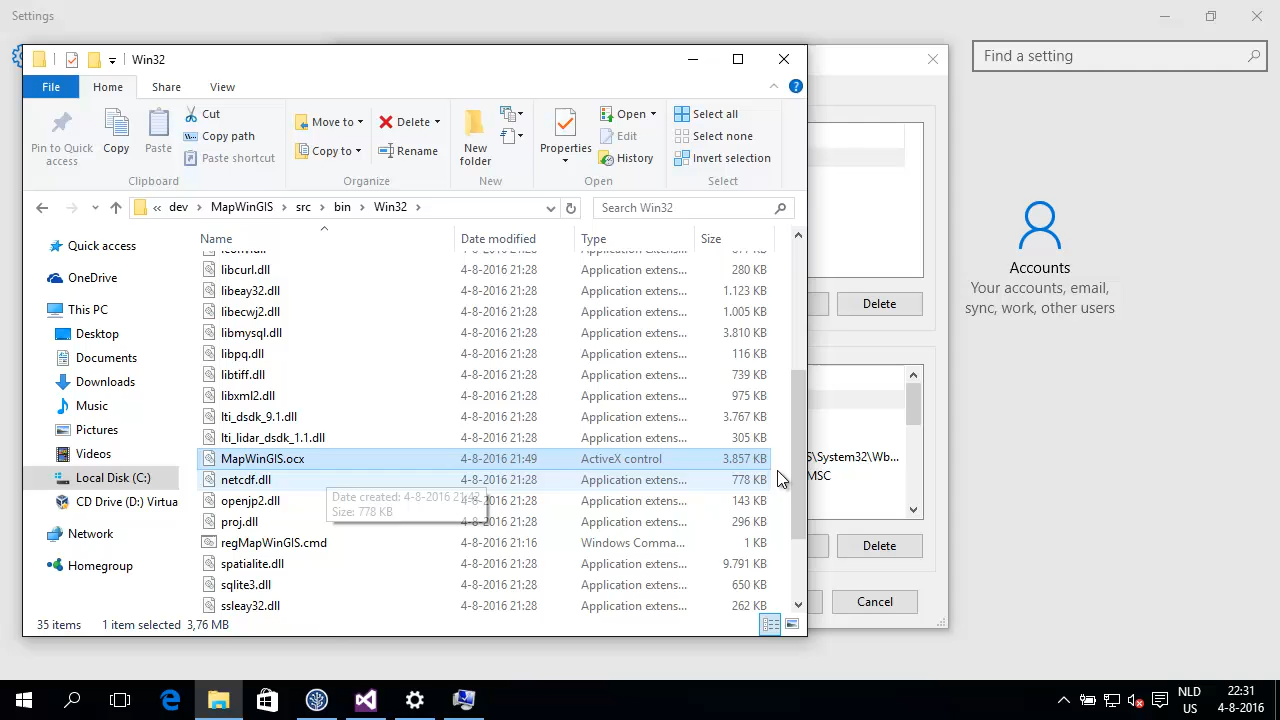 Settings
Find a setting
Win32
File
Home
Share
View
Pin to Quick access
Copy
Paste
Cut
Copy path
Paste shortcut
Clipboard
Move to
Copy to
Delete
Rename
Organize
New folder
New
Properties
Open
Edit
History
Open
Select all
Select none
Invert selection
Select
« dev > MapWinGIS > src > bin > Win32 >
Search Win32
Name Date modified Type Size
Quick access
OneDrive
This PC
Desktop
Documents
Downloads
Music
Pictures
Videos
Local Disk (C:)
CD Drive (D:) Virtua
Network
Homegroup
libcurl.dll 4-8-2016 21:28 Application extens... 280 KB
libeay32.dll 4-8-2016 21:28 Application extens... 1.123 KB
libecwj2.dll 4-8-2016 21:28 Application extens... 1.005 KB
libmysql.dll 4-8-2016 21:28 Application extens... 3.810 KB
libpq.dll 4-8-2016 21:28 Application extens... 116 KB
libtiff.dll 4-8-2016 21:28 Application extens... 739 KB
libxml2.dll 4-8-2016 21:28 Application extens... 975 KB
lti_dsdk_9.1.dll 4-8-2016 21:28 Application extens... 3.767 KB
lti_lidar_dsdk_1.1.dll 4-8-2016 21:28 Application extens... 305 KB
MapWinGIS.ocx 4-8-2016 21:49 ActiveX control 3.857 KB
netcdf.dll 4-8-2016 21:28 Application extens... 778 KB
openjp2.dll 4-8-2016 21:28 Application extens... 143 KB
proj.dll 4-8-2016 21:28 Application extens... 296 KB
regMapWinGIS.cmd 4-8-2016 21:16 Windows Comma... 1 KB
spatialite.dll 4-8-2016 21:28 Application extens... 9.791 KB
sqlite3.dll 4-8-2016 21:28 Application extens... 650 KB
ssleay32.dll 4-8-2016 21:28 Application extens... 262 KB
Date created: 4-8-2016 21:42
Size: 778 KB
35 items 1 item selected 3,76 MB
Delete
S\System32\Wb...
MSC
Delete
Cancel
Accounts
Your accounts, email,
sync, work, other users
NLD
US
22:31
4-8-2016